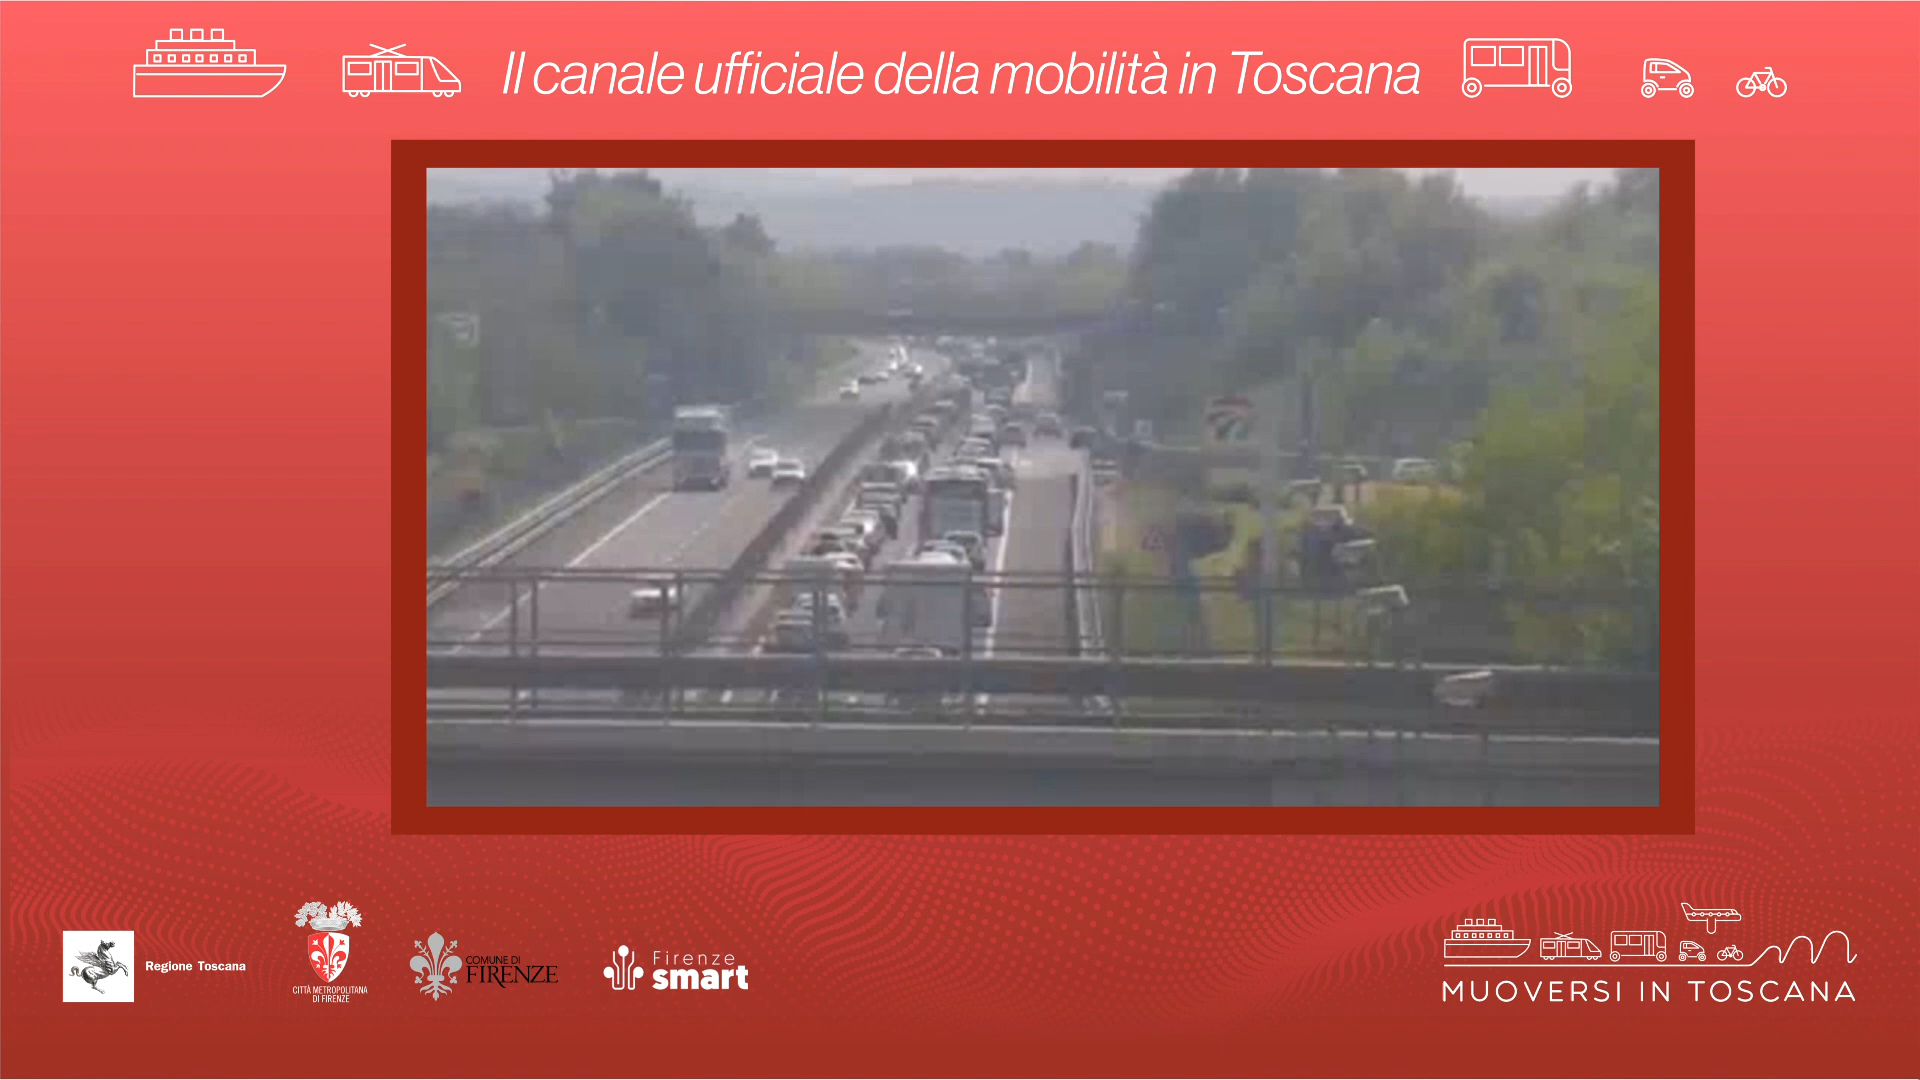 Il canale ufficiale della mobilità in Toscana
Regione Toscana
CITTÀ METROPOLITANA
DI FIRENZE
COMUNE DI
FIRENZE
Firenze
smart
MUOVERSI IN TOSCANA